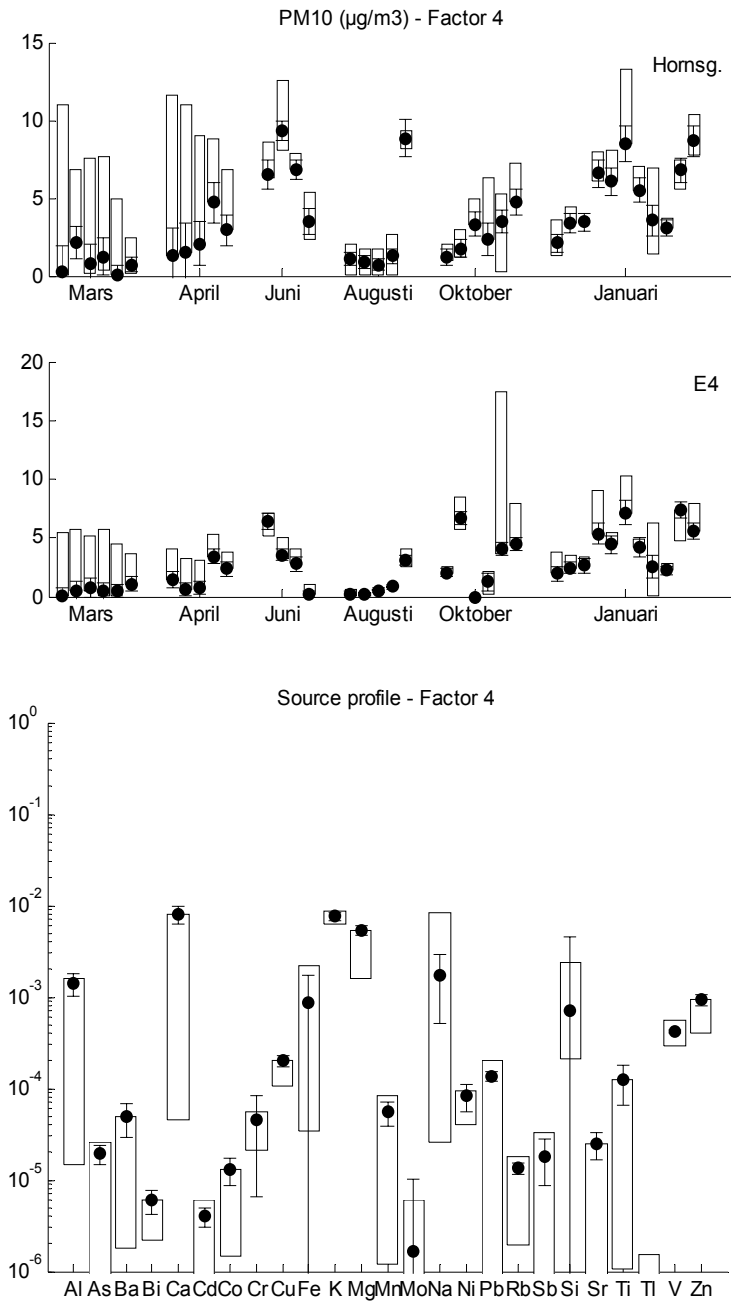 PM10 (µg/m3) - Factor 4
15
Hornsg.
10
5
0
Mars April Juni Augusti Oktober Januari
20
E4
15
10
5
0
Mars April Juni Augusti Oktober Januari
Source profile - Factor 4
10^0
10^-1
10^-2
10^-3
10^-4
10^-5
10^-6
Al As Ba Bi Ca Cd Co Cr Cu Fe K Mg Mn Mo Na Ni Pb Rb Sb Si Sr Ti Tl V Zn